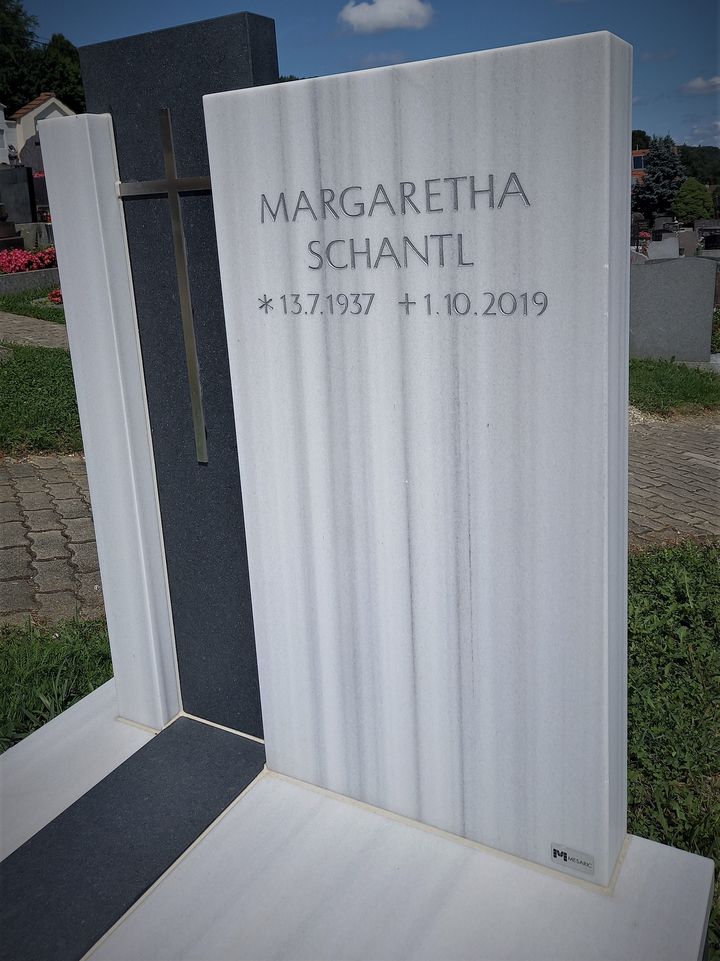 MARGARETHA
SCHANTL
*13.7.1937 +1.10.2019
MESARIC